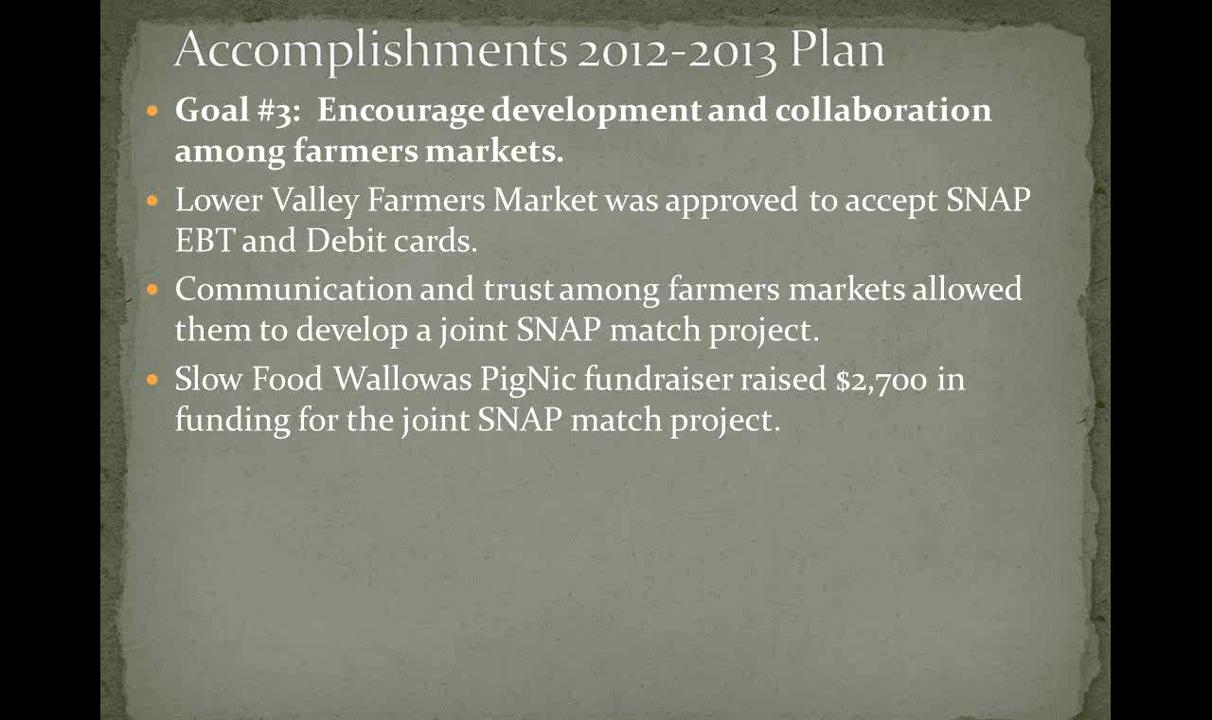 Accomplishments 2012-2013 Plan
• Goal #3: Encourage development and collaboration
among farmers markets.
• Lower Valley Farmers Market was approved to accept SNAP
EBT and Debit cards.
• Communication and trust among farmers markets allowed
them to develop a joint SNAP match project.
• Slow Food Wallowas PigNic fundraiser raised $2,700 in
funding for the joint SNAP match project.